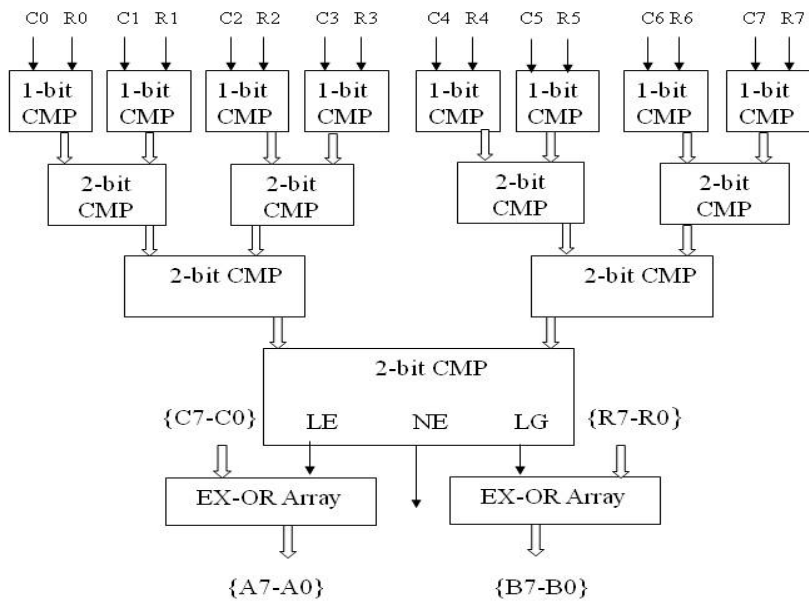 C0 R0 C1 R1 C2 R2 C3 R3 C4 R4 C5 R5 C6 R6 C7 R7
1-bit CMP
1-bit CMP
1-bit CMP
1-bit CMP
1-bit CMP
1-bit CMP
1-bit CMP
1-bit CMP
2-bit CMP
2-bit CMP
2-bit CMP
2-bit CMP
2-bit CMP
2-bit CMP
2-bit CMP
{C7-C0} LE NE LG {R7-R0}
EX-OR Array
EX-OR Array
{A7-A0}
{B7-B0}